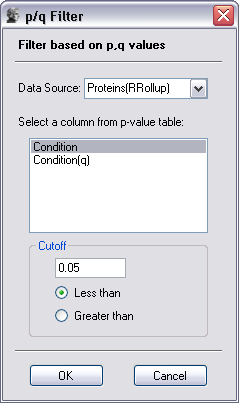 p/q Filter
Filter based on p,q values
Data Source: Proteins(RRollup)
Select a column from p-value table:
Condition
Condition(q)
Cutoff
0.05
Less than
Greater than
OK Cancel